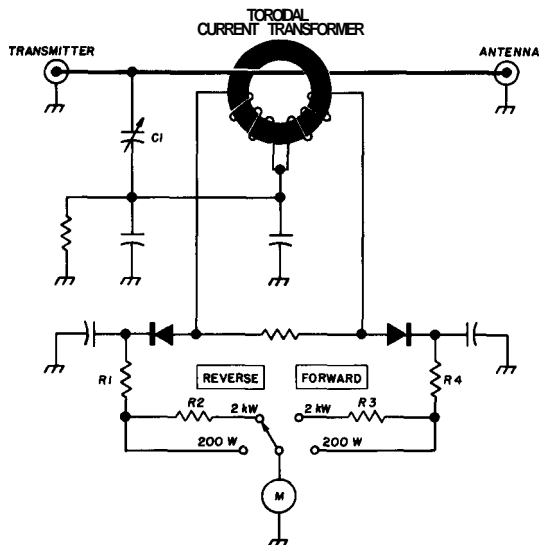 TOROIDAL
CURRENT TRANSFORMER
TRANSMITTER
ANTENNA
C1
R1
REVERSE
FORWARD
R4
R2
2 kW
2 kW
R3
200 W
200 W
M